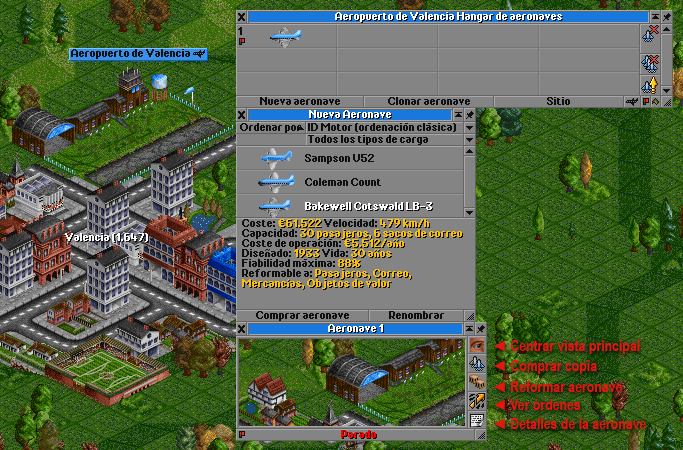 Aeropuerto de Valencia Hangar de aeronaves
1
P
Aeropuerto de Valencia
Nueva aeronave
Clonar aeronave
Sitio
P
Nueva Aeronave
Ordenar por
ID Motor (ordenación clásica)
Todos los tipos de carga
Sampson U52
Coleman Count
Bakewell Cotswald LB-3
Valencia (1,647)
Coste: €61.522 Velocidad: 479 km/h
Capacidad: 30 pasajeros, 6 sacos de correo
Coste de operación: €5.512/año
Diseñado: 1933 Vida: 30 años
Fiabilidad máxima: 88%
Reformable a: Pasajeros, Correo,
Mercancías, Objetos de valor
Comprar aeronave
Renombrar
Aeronave 1
Centrar vista principal
Comprar copia
Reformar aeronave
Ver órdenes
Detalles de la aeronave
P
Parado